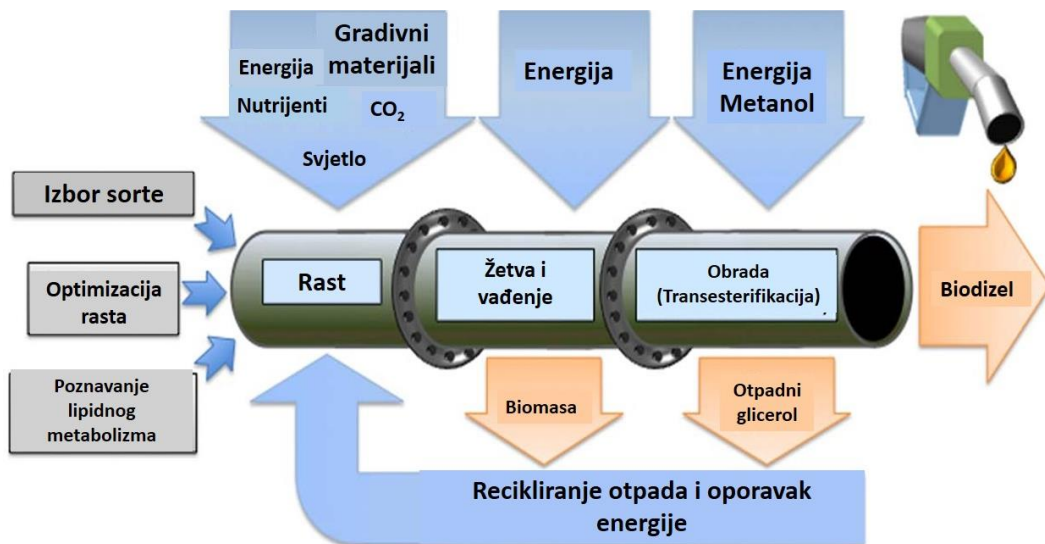 Gradivni
materijali
Energija
Nutrijenti
CO₂
Svjetlo
Energija
Energija
Metanol
Izbor sorte
Optimizacija
rasta
Poznavanje
lipidnog
metabolizma
Rast
Žetva i
vađenje
Obrada
(Transesterifikacija)
Biodizel
Biomasa
Otpadni
glicerol
Recikliranje otpada i oporavak
energije